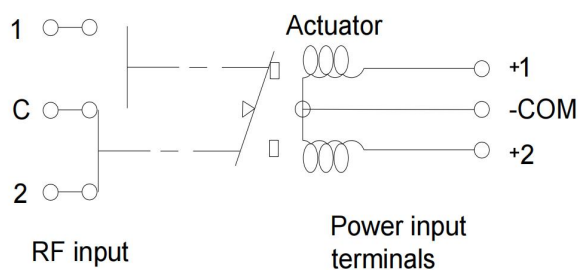 1
Actuator
+1
C
-COM
+2
2
Power input
terminals
RF input